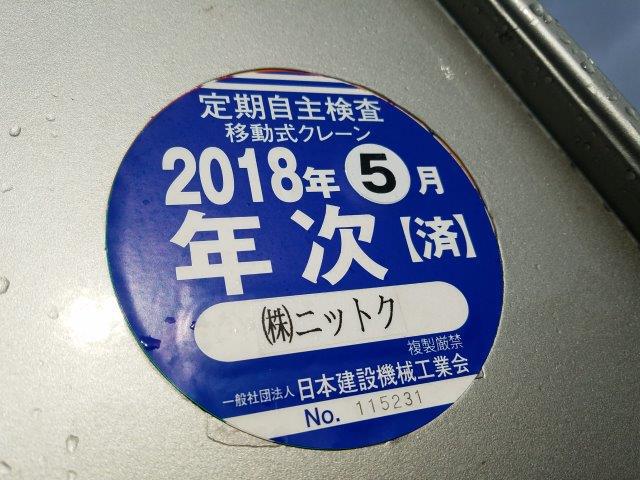 定期自主検査
移動式クレーン
2018年5月
年次【済】
㈱ニットク
複製厳禁
一般社団法人 日本建設機械工業会
No. 115231